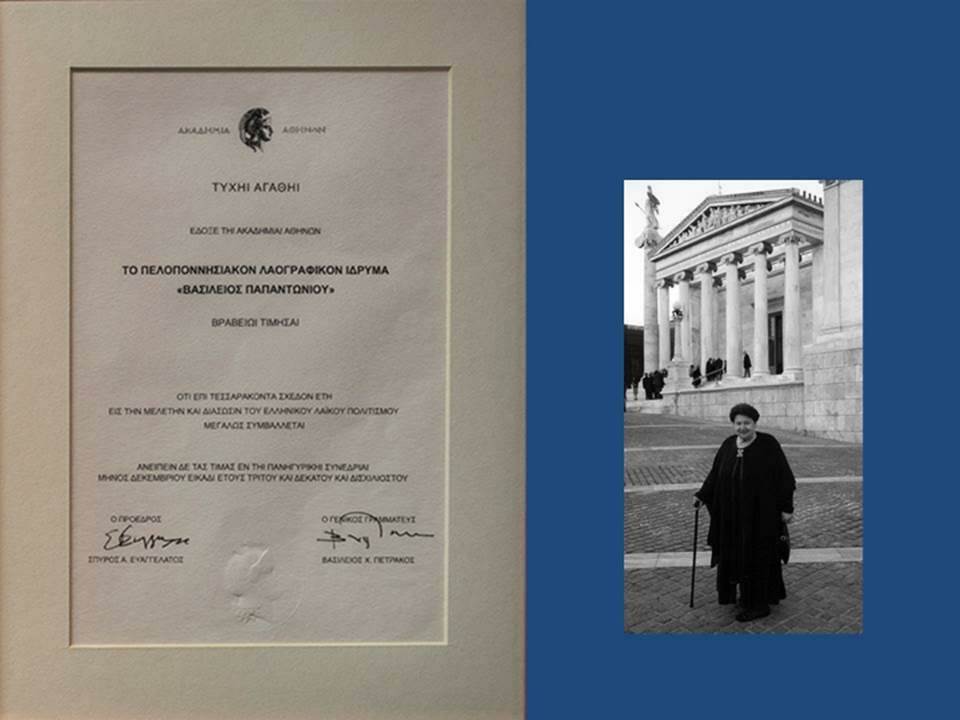 ΑΚΑΔΗΜΙΑ ΑΘΗΝΩΝ
ΤΥΧΗΙ ΑΓΑΘΗΙ
ΕΔΟΞΕ ΤΗΙ ΑΚΑΔΗΜΙΑΙ ΑΘΗΝΩΝ
ΤΟ ΠΕΛΟΠΟΝΝΗΣΙΑΚΟΝ ΛΑΟΓΡΑΦΙΚΟΝ ΙΔΡΥΜΑ
«ΒΑΣΙΛΕΙΟΣ ΠΑΠΑΝΤΩΝΙΟΥ»
ΒΡΑΒΕΙΩΙ ΤΙΜΗΣΑΙ
ΟΤΙ ΕΠΙ ΤΕΣΣΑΡΑΚΟΝΤΑ ΣΧΕΔΟΝ ΕΤΗ
ΕΙΣ ΤΗΝ ΜΕΛΕΤΗΝ ΚΑΙ ΔΙΑΣΩΣΙΝ ΤΟΥ ΕΛΛΗΝΙΚΟΥ ΛΑΪΚΟΥ ΠΟΛΙΤΙΣΜΟΥ
ΜΕΓΑΛΩΣ ΣΥΜΒΑΛΛΕΤΑΙ
ΑΝΕΙΠΕΙΝ ΔΕ ΤΑΣ ΤΙΜΑΣ ΕΝ ΤΗΙ ΠΑΝΗΓΥΡΙΚΗΙ ΣΥΝΕΔΡΙΑΙ
ΜΗΝΟΣ ΔΕΚΕΜΒΡΙΟΥ ΕΙΚΑΔΙ ΕΤΟΥΣ ΤΡΙΤΟΥ ΚΑΙ ΔΕΚΑΤΟΥ ΚΑΙ ΔΙΣΧΙΛΙΟΣΤΟΥ
Ο ΠΡΟΕΔΡΟΣ Ο ΓΕΝΙΚΟΣ ΓΡΑΜΜΑΤΕΥΣ
ΣΠΥΡΟΣ Α. ΕΥΑΓΓΕΛΑΤΟΣ ΒΑΣΙΛΕΙΟΣ Χ. ΠΕΤΡΑΚΟΣ